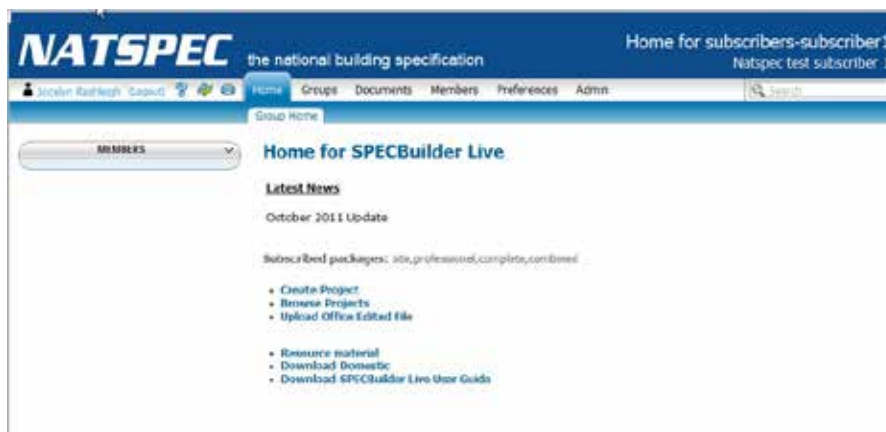 NATSPEC the national building specification
Home for subscribers-subscriber1
Natspec test subscriber 1
Home Groups Documents Members Preferences Admin Search
Group Home
MEMBERS
Home for SPECBuilder Live
Latest News
October 2011 Update
Subscribed packages: site,professional,complete,combined
Create Project
Browse Projects
Upload Office Edited file
Resource material
Download Domestic
Download SPECBuilder Live User Guide